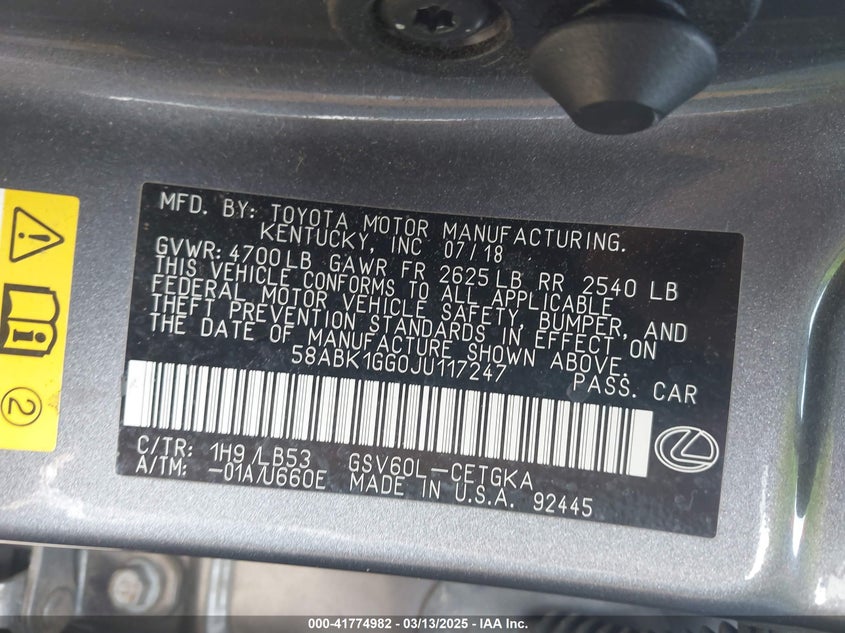 MFD. BY: TOYOTA MOTOR MANUFACTURING.
KENTUCKY, INC 07/18
GVWR: 4700LB GAWR FR 2625LB RR 2540 LB
THIS VEHICLE CONFORMS TO ALL APPLICABLE
FEDERAL MOTOR VEHICLE SAFETY, BUMPER, AND
THEFT PREVENTION STANDARDS IN EFFECT ON
THE DATE OF MANUFACTURE SHOWN ABOVE.
58ABK1GG0JU117247 PASS. CAR
C/TR: 1H9/LB53 GSV60L-CETGKA
A/TM: -01A/U660E MADE IN U.S.A. 92445
2
000-41774982 - 03/13/2025 - IAA Inc.